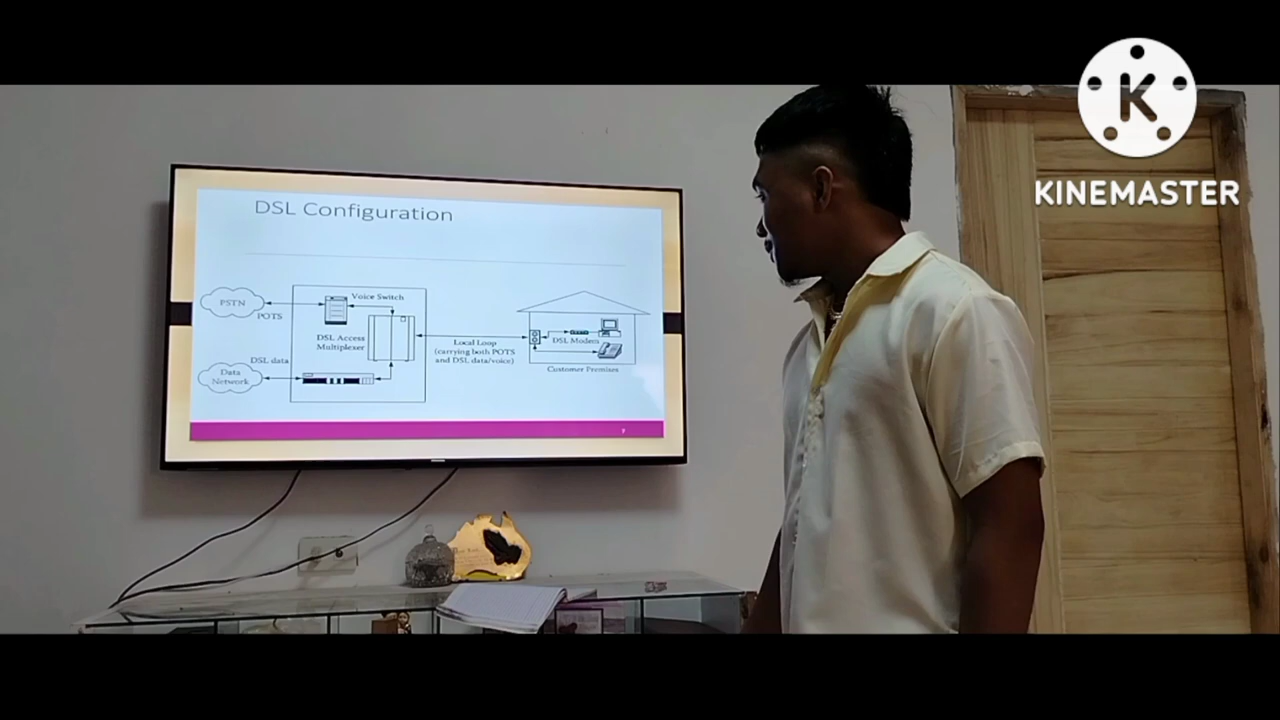 K
KINEMASTER
DSL Configuration
PSTN
POTS
Voice Switch
DSL Access
Multiplexer
DSL data
Data
Network
Local Loop
(carrying both POTS
and DSL data/voice)
DSL Modem
Customer Premises
7